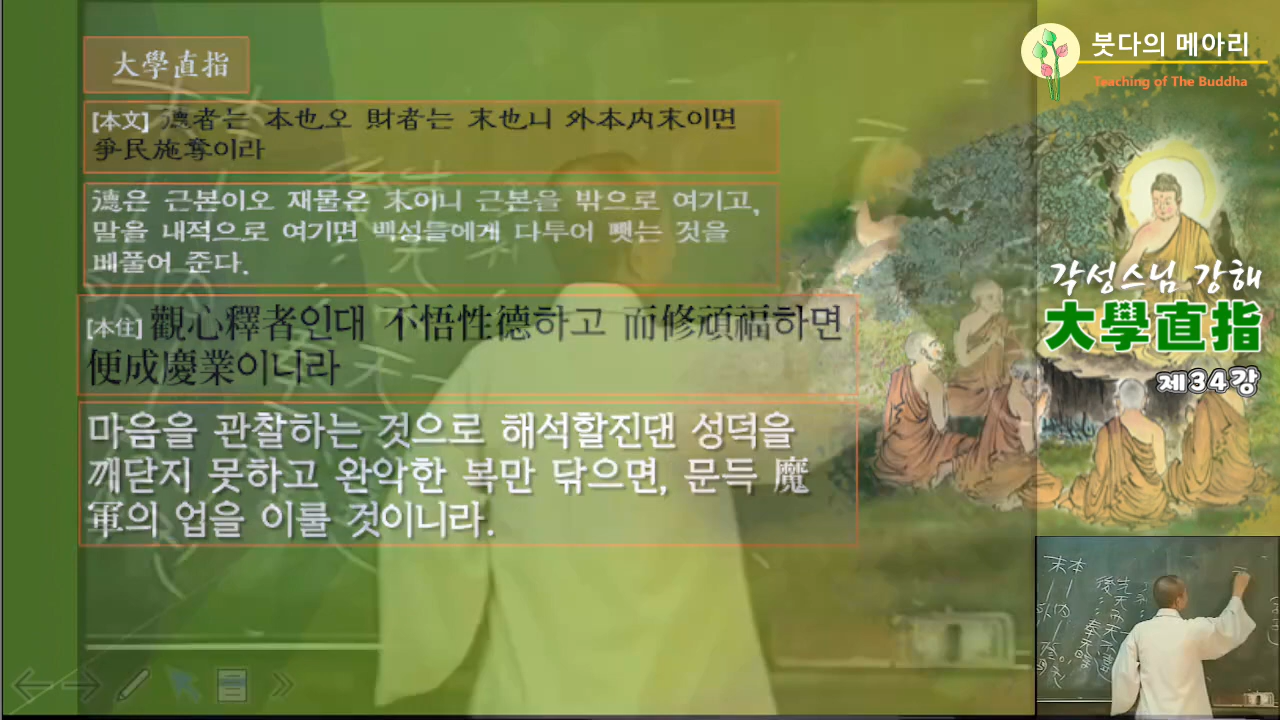 大學直指
[本文] 德者는 本也오 財者는 末也니 外本内末이면
爭民施奪이라
德은 근본이오 재물은 末이니 근본을 밖으로 여기고,
말을 내적으로 여기면 백성들에게 다투어 뺏는 것을
베풀어 준다.
[本住] 觀心釋者인대 不悟性德하고 而修頑福하면
便成慶業이니라
마음을 관찰하는 것으로 해석할진댄 성덕을
깨닫지 못하고 완악한 복만 닦으면, 문득 魔
軍의 업을 이룰 것이니라.
붓다의 메아리
Teaching of The Buddha
각성스님 강해
大學直指
제34강
末本
後先